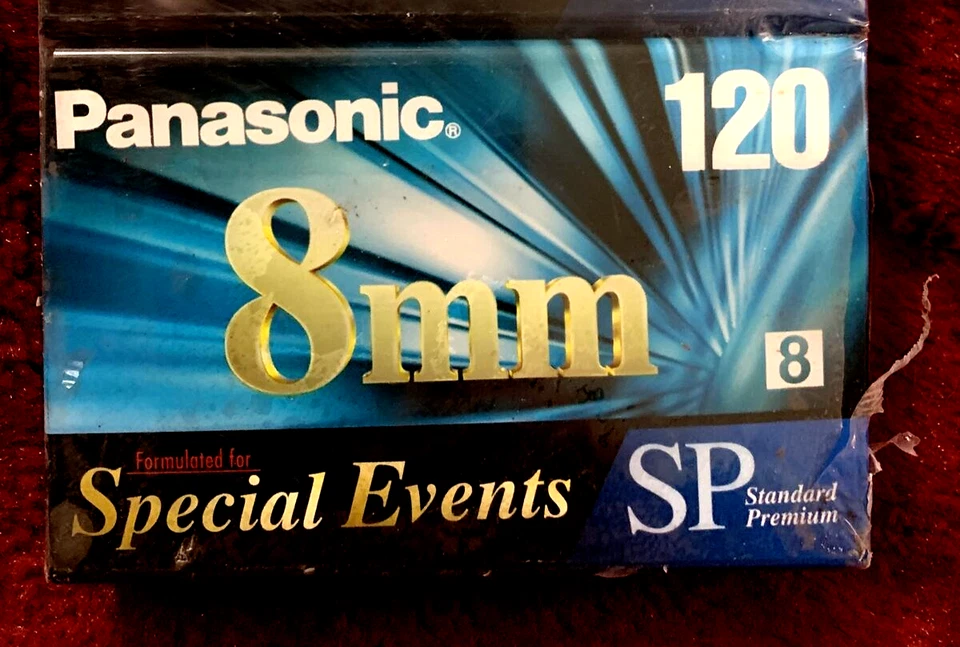 Panasonic®
120
8mm
8
Formulated for
Special Events
SP
Standard
Premium